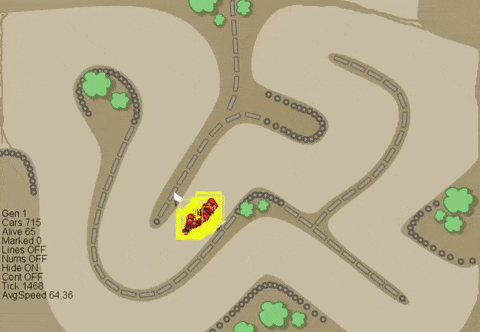 Gen 1
Cars 715
Alive 65
Marked 0
Lines OFF
Nums OFF
Hide ON
Cont OFF
Tick 1468
AvgSpeed 64,36